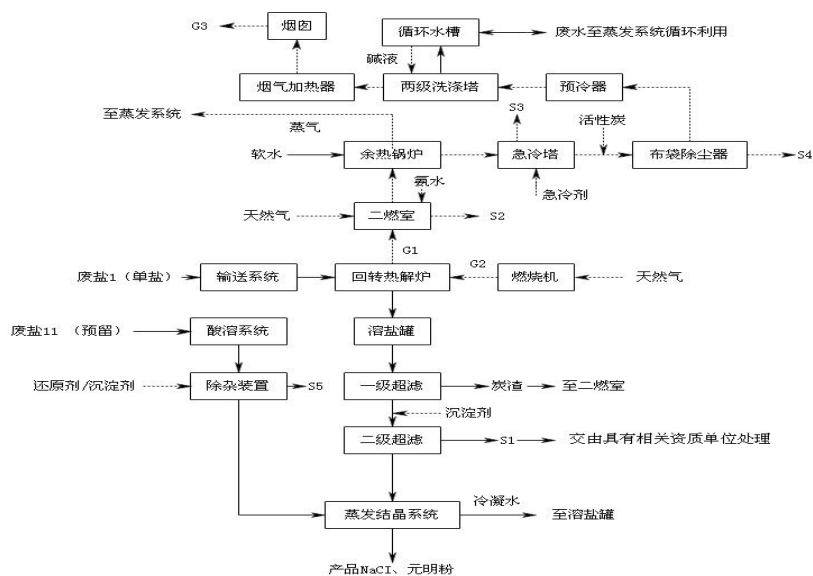 G3
烟囱
循环水槽
废水至蒸发系统循环利用
碱液
烟气加热器
两级洗涤塔
预冷器
至蒸发系统
蒸气
S3
活性炭
软水
余热锅炉
急冷塔
布袋除尘器
S4
氨水
急冷剂
天然气
二燃室
S2
G1
废盐1（单盐）
输送系统
回转热解炉
G2
燃烧机
天然气
废盐11 （预留）
酸溶系统
溶盐罐
还原剂/沉淀剂
除杂装置
S5
一级超滤
炭渣
至二燃室
沉淀剂
二级超滤
S1
交由具有相关资质单位处理
冷凝水
蒸发结晶系统
至溶盐罐
产品NaCI、元明粉